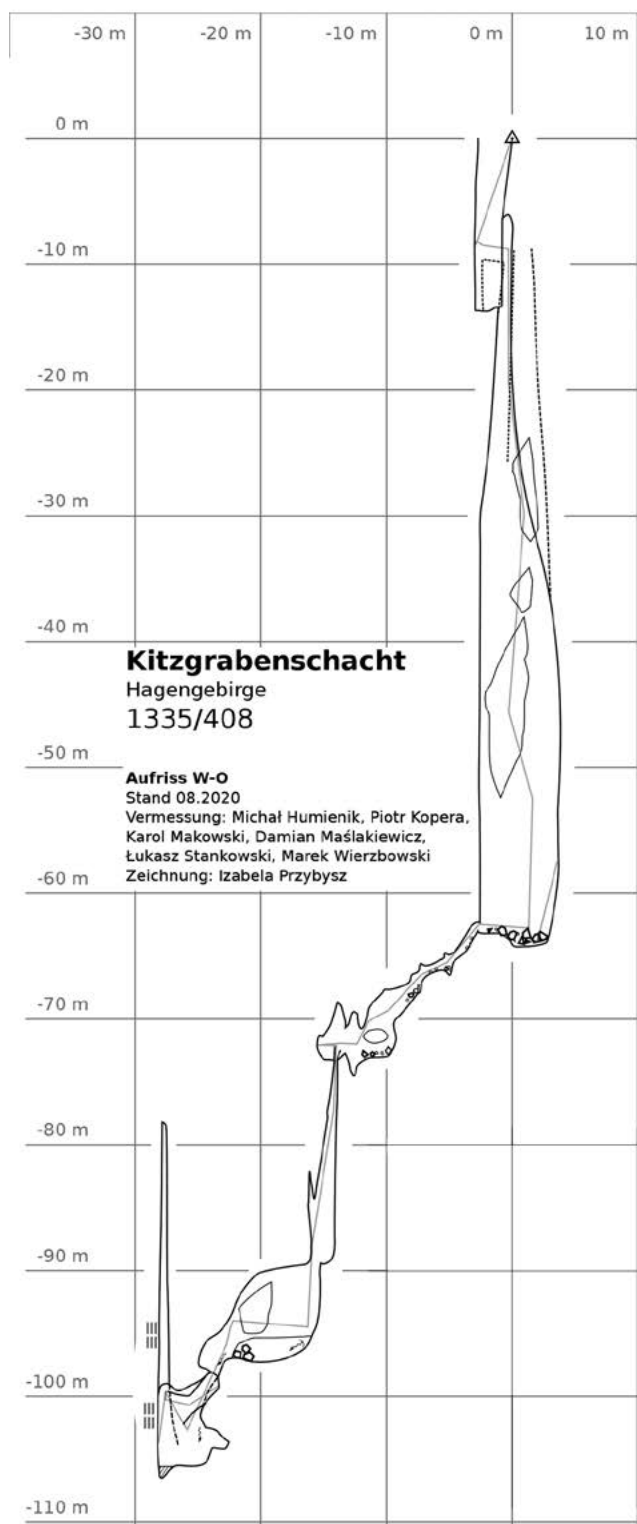 -30 m -20 m -10 m 0 m 10 m
0 m
-10 m
-20 m
-30 m
-40 m
Kitzgrabenschacht
Hagengebirge
1335/408
-50 m
Aufriss W-O
Stand 08.2020
Vermessung: Michał Humienik, Piotr Kopera,
Karol Makowski, Damian Maślakiewicz,
Łukasz Stankowski, Marek Wierzbowski
Zeichnung: Izabela Przybysz
-60 m
-70 m
-80 m
-90 m
-100 m
-110 m